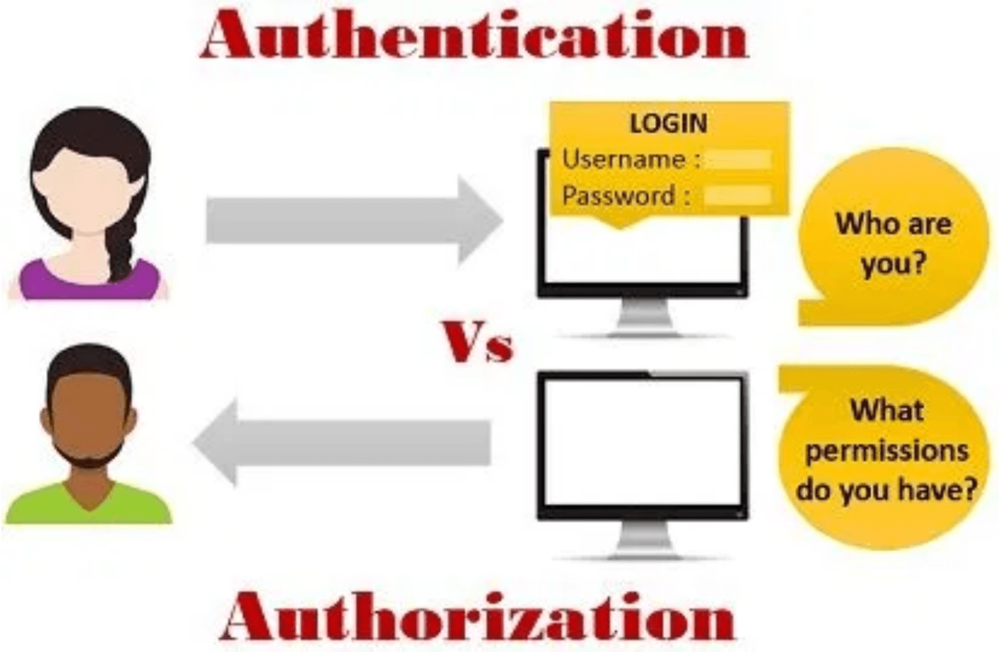 Authentication
LOGIN
Username :
Password :
Who are
you?
Vs
What
permissions
do you have?
Authorization